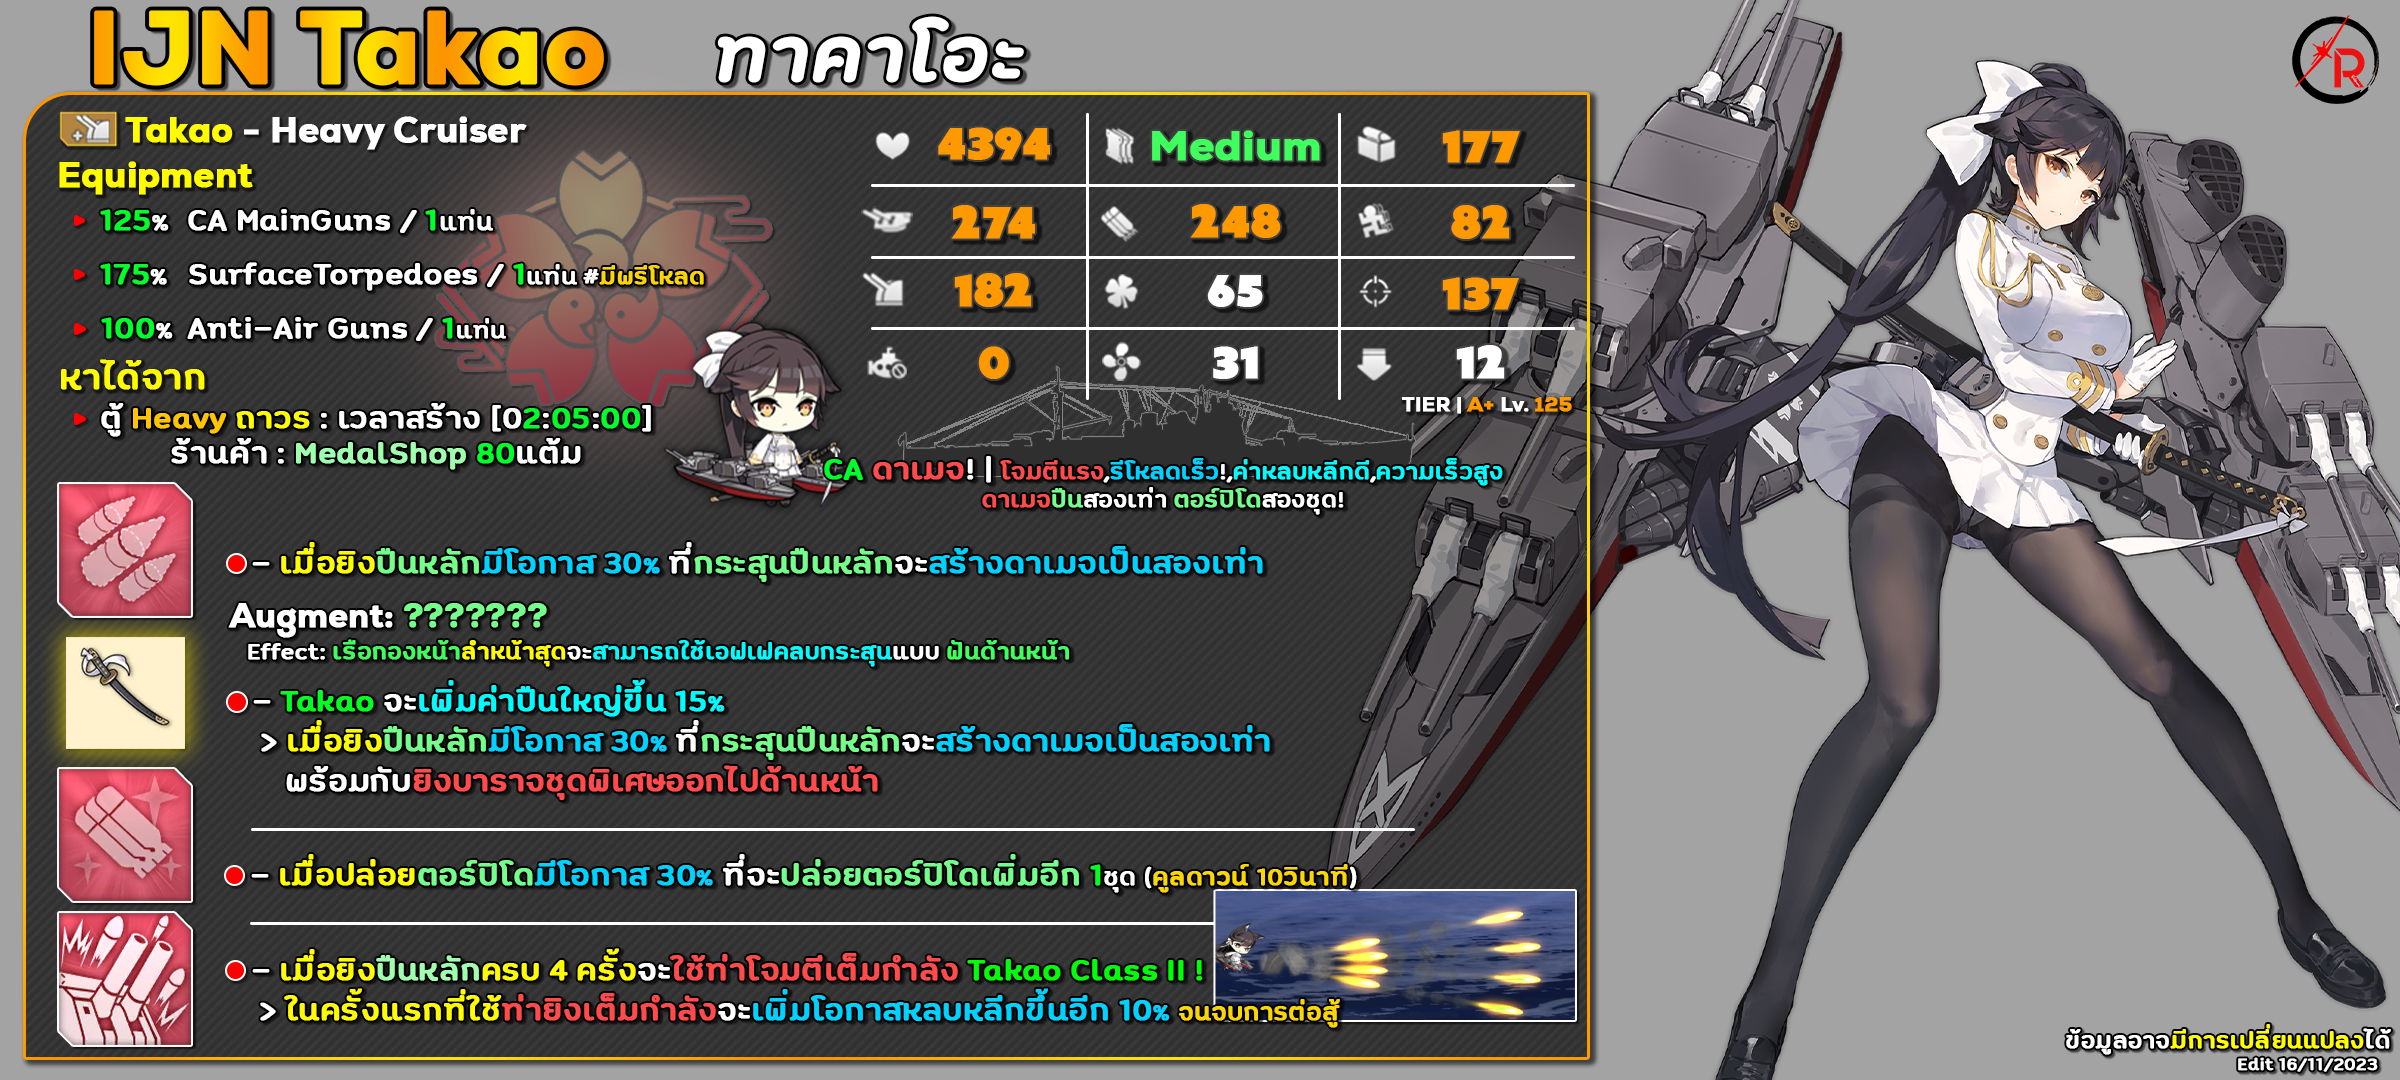 IJN Takao ทาคาโอะ
Takao - Heavy Cruiser
Equipment
125% CA MainGuns / 1แท่น
175% SurfaceTorpedoes / 1แท่น #มีพรีโหลด
100% Anti-Air Guns / 1แท่น
หาได้จาก
ตู้ Heavy ถาวร : เวลาสร้าง [02:05:00]
ร้านค้า : MedalShop 80แต้ม
4394 Medium 177
274 248 82
182 65 137
0 31 12
TIER | A+ Lv. 125
CA ดาเมจ! | โจมตีแรง,รีโหลดเร็ว!,ค่าหลบหลีกดี,ความเร็วสูง
ดาเมจปืนสองเท่า ตอร์ปิโดสองชุด!
- เมื่อยิงปืนหลักมีโอกาส 30% ที่กระสุนปืนหลักจะสร้างดาเมจเป็นสองเท่า
Augment: ???????
Effect: เรือกองหน้าลำหน้าสุดจะสามารถใช้เอฟเฟคลบกระสุนแบบ ฟันด้านหน้า
- Takao จะเพิ่มค่าปืนใหญ่ขึ้น 15%
> เมื่อยิงปืนหลักมีโอกาส 30% ที่กระสุนปืนหลักจะสร้างดาเมจเป็นสองเท่า
พร้อมกับยิงบาราจชุดพิเศษออกไปด้านหน้า
- เมื่อปล่อยตอร์ปิโดมีโอกาส 30% ที่จะปล่อยตอร์ปิโดเพิ่มอีก 1ชุด (คูลดาวน์ 10วินาที)
- เมื่อยิงปืนหลักครบ 4 ครั้งจะใช้ท่าโจมตีเต็มกำลัง Takao Class II !
> ในครั้งแรกที่ใช้ท่ายิงเต็มกำลังจะเพิ่มโอกาสหลบหลีกขึ้นอีก 10% จนจบการต่อสู้
R
ข้อมูลอาจมีการเปลี่ยนแปลงได้
Edit 16/11/2023